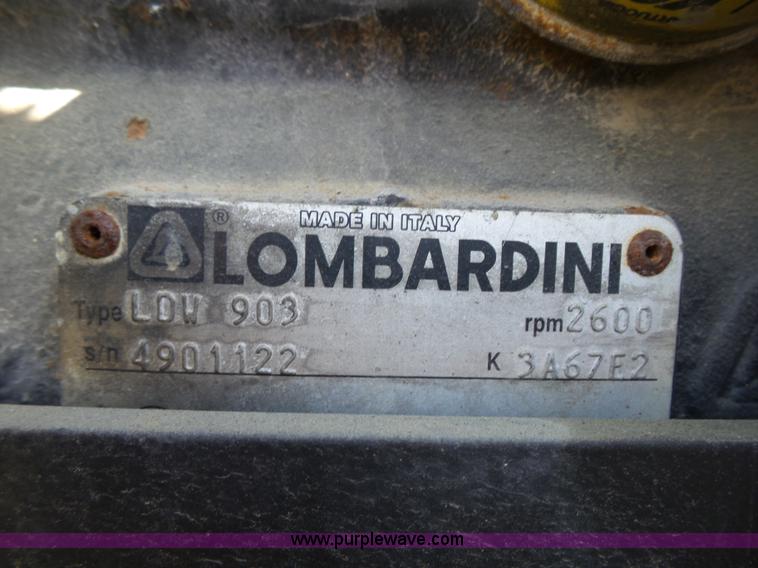 MADE IN ITALY
® LOMBARDINI
Type LDW 903 rpm 2600
s/n 4901122 K 3A67E2
www.purplewave.com